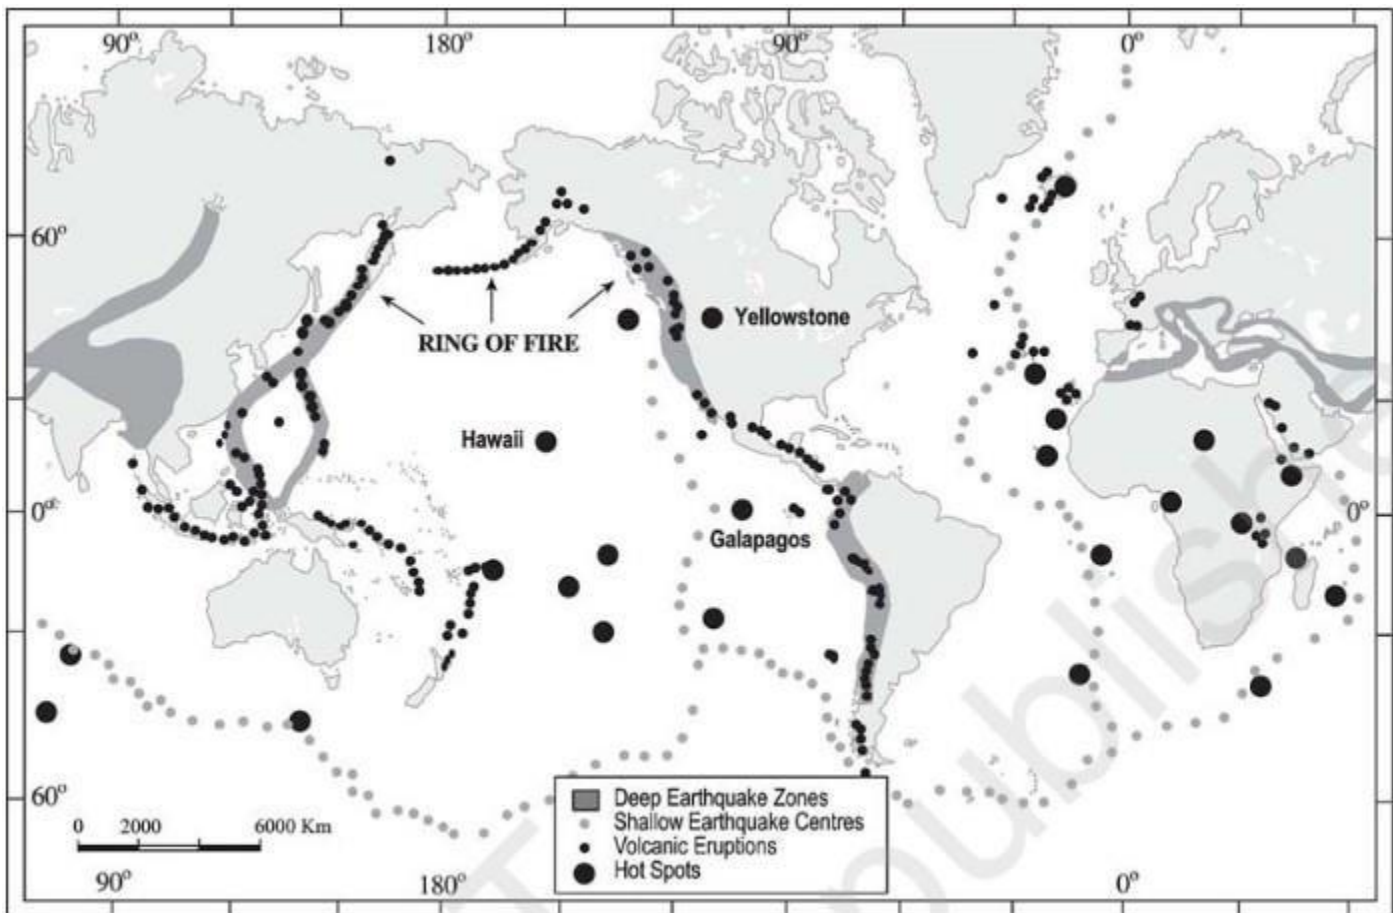 90° 180° 90° 0°
60°
RING OF FIRE
Yellowstone
Hawaii
0° 0°
Galapagos
60°
Deep Earthquake Zones
Shallow Earthquake Centres
Volcanic Eruptions
Hot Spots
0 2000 6000 Km
90° 180° 0°
publishe